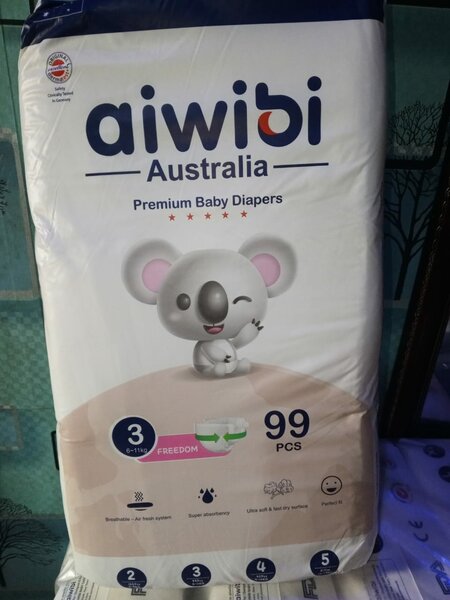 Safety
Clinically Tested
in Germany
aiwibi
Australia
Premium Baby Diapers
3
6-11kg
FREEDOM
99
PCS
Breathable - Air fresh system
Super absorbency
Ultra soft & fast dry surface
Perfect fit
2
3
4
5